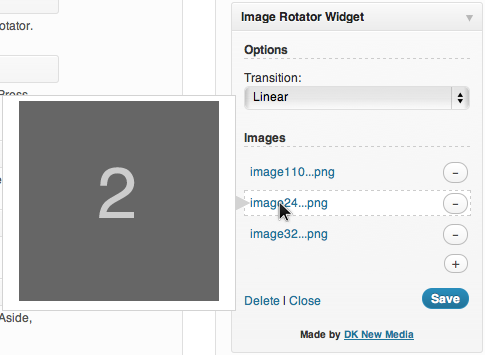 otator.
Press
2
Aside,
Image Rotator Widget
Options
Transition:
Linear
Images
image110...png
image24...png
image32...png
Delete | Close
Save
Made by DK New Media